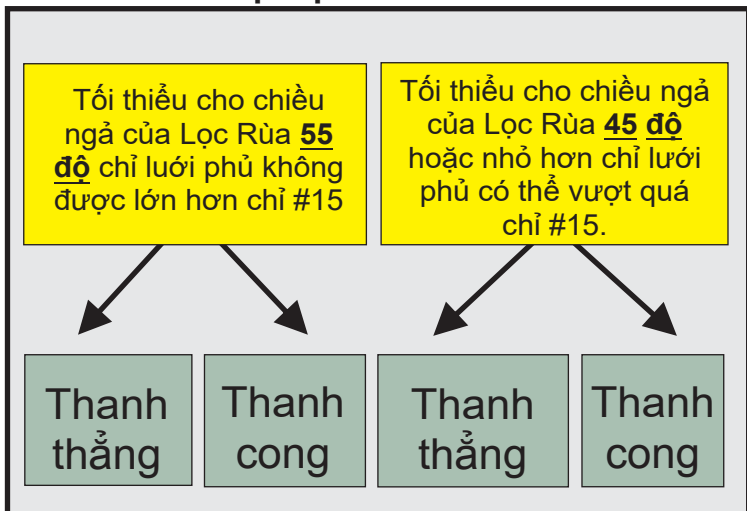 Tối thiểu cho chiều
ngả của Lọc Rùa 55
độ chỉ luới phủ không
được lớn hơn chỉ #15
Tối thiểu cho chiều ngả
của Lọc Rùa 45 độ
hoặc nhỏ hơn chỉ lưới
phủ có thể vượt quá
chỉ #15.
Thanh
thẳng
Thanh
cong
Thanh
thẳng
Thanh
cong